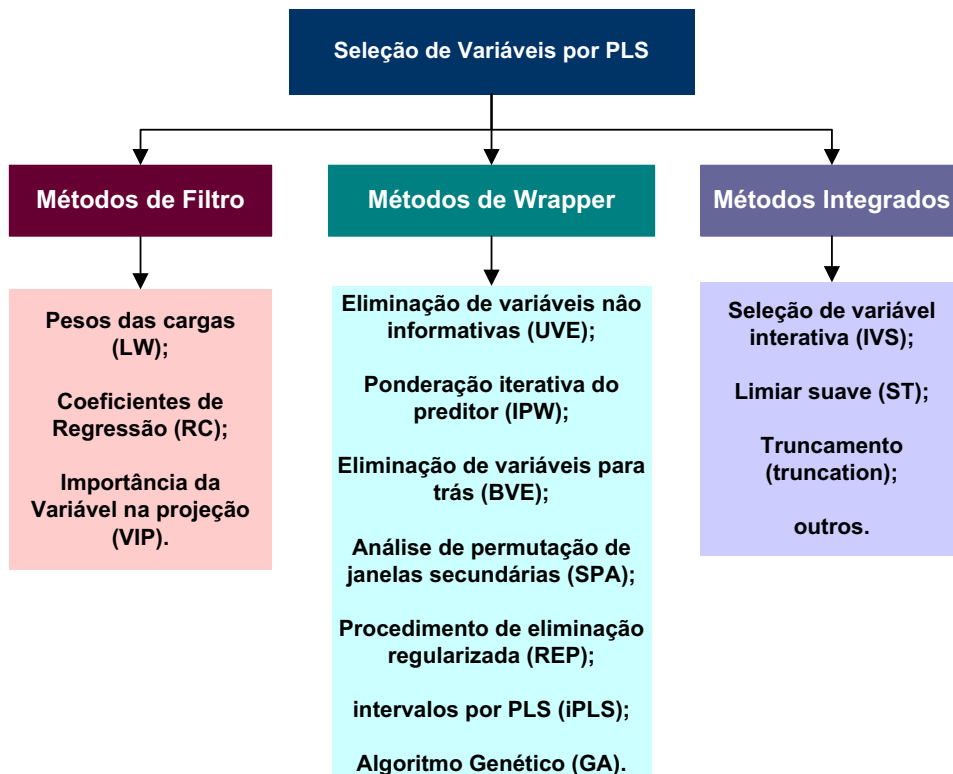 Seleção de Variáveis por PLS
Métodos de Filtro
Métodos de Wrapper
Métodos Integrados
Pesos das cargas
(LW);
Coeficientes de
Regressão (RC);
Importância da
Variável na projeção
(VIP).
Eliminação de variáveis nâo
informativas (UVE);
Ponderação iterativa do
preditor (IPW);
Eliminação de variáveis para
trás (BVE);
Análise de permutação de
janelas secundárias (SPA);
Procedimento de eliminação
regularizada (REP);
intervalos por PLS (iPLS);
Algoritmo Genético (GA).
Seleção de variável
interativa (IVS);
Limiar suave (ST);
Truncamento
(truncation);
outros.